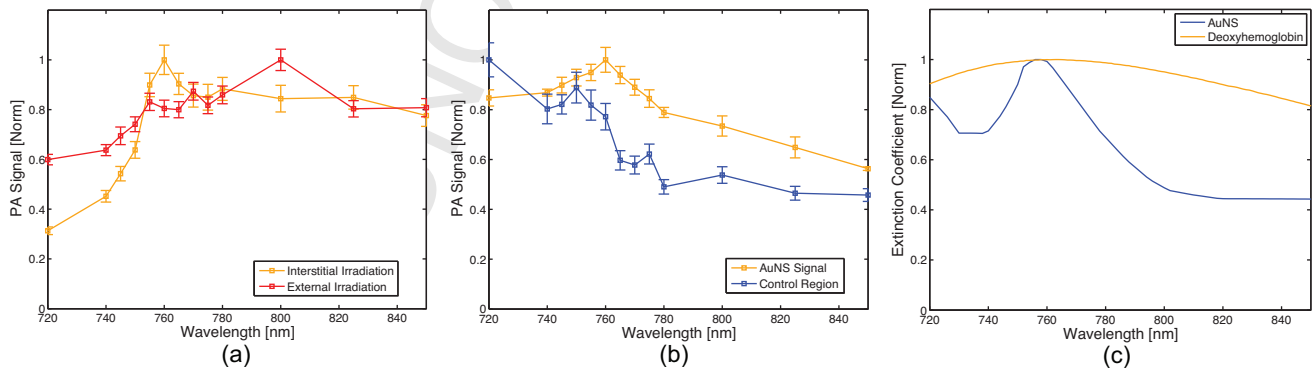 PA Signal [Norm]
1
0.8
0.6
0.4
0.2
0
720 740 760 780 800 820 840
Wavelength [nm]
Interstitial Irradiation
External Irradiation
(a)
PA Signal [Norm]
1
0.8
0.6
0.4
0.2
0
720 740 760 780 800 820 840
Wavelength [nm]
AuNS Signal
Control Region
(b)
Extinction Coefficient [Norm]
1
0.8
0.6
0.4
0.2
0
720 740 760 780 800 820 840
Wavelength [nm]
AuNS
Deoxyhemoglobin
(c)